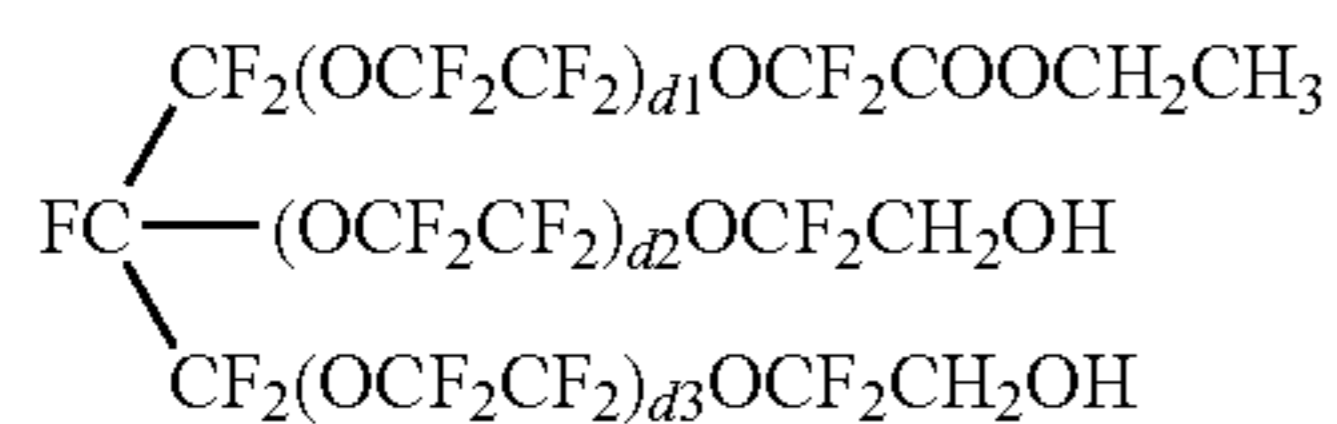 CF₂(OCF₂CF₂)d1OCF₂COOCH₂CH₃
FC—(OCF₂CF₂)d2OCF₂CH₂OH
CF₂(OCF₂CF₂)d3OCF₂CH₂OH